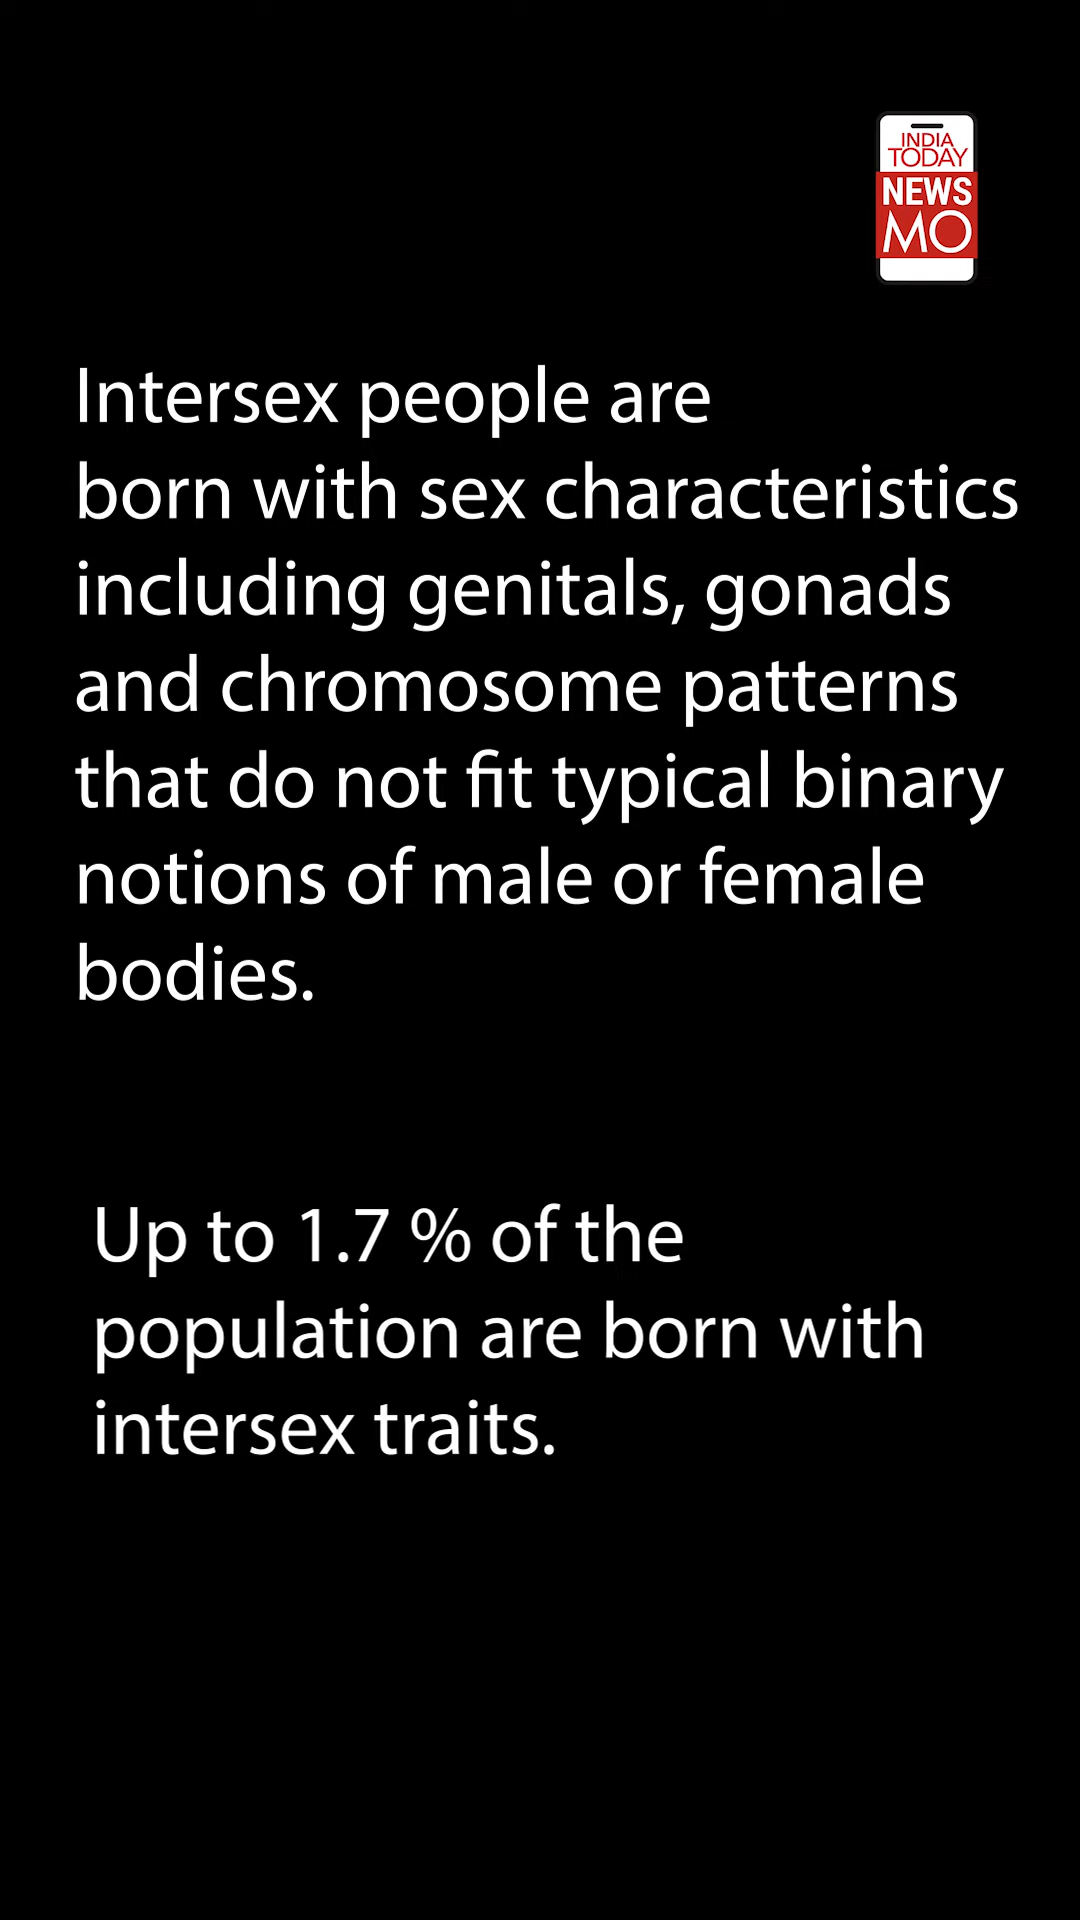 INDIA
TODAY
NEWS
MO
Intersex people are
born with sex characteristics
including genitals, gonads
and chromosome patterns
that do not fit typical binary
notions of male or female
bodies.
Up to 1.7 % of the
population are born with
intersex traits.